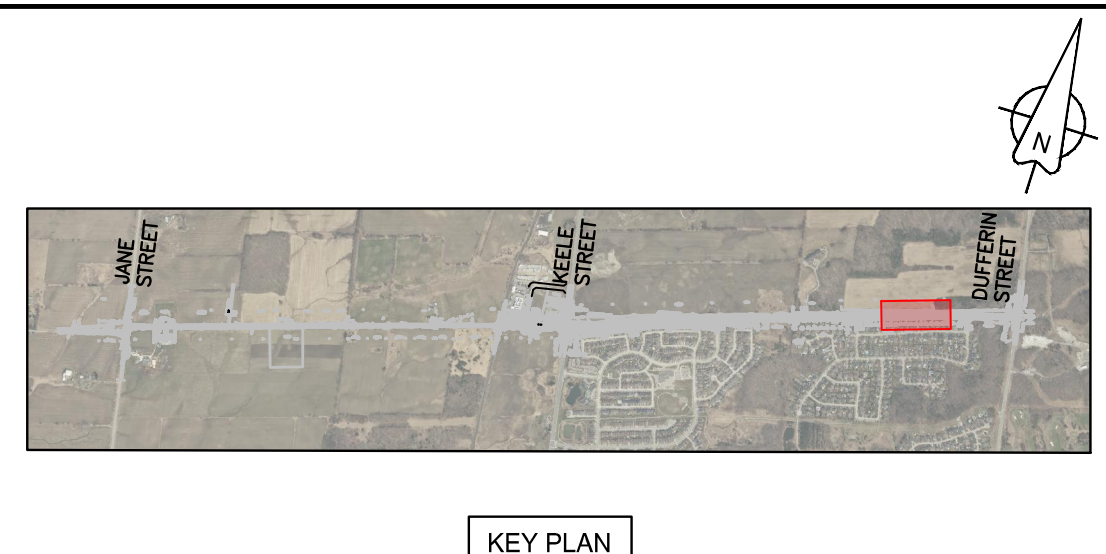 N
JANE
STREET
KEELE
STREET
DUFFERIN
STREET
KEY PLAN